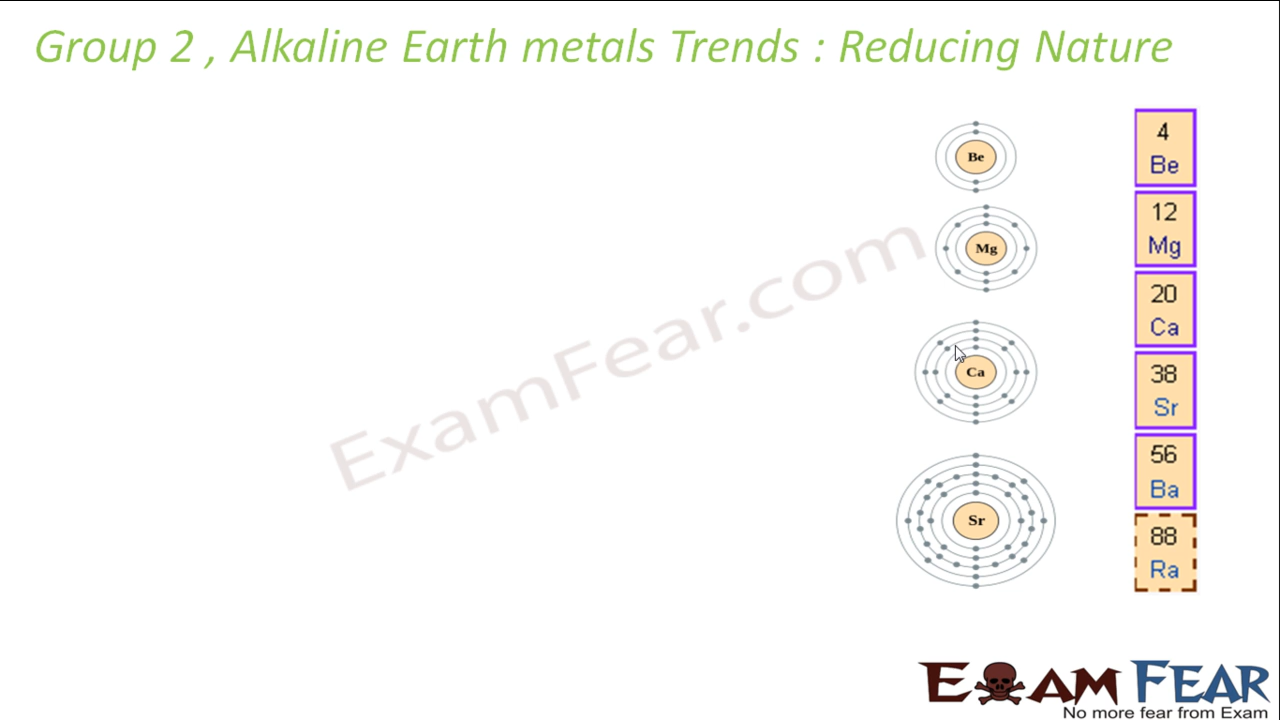 Group 2 , Alkaline Earth metals Trends : Reducing Nature
Be
Mg
Ca
Sr
4
Be
12
Mg
20
Ca
38
Sr
56
Ba
88
Ra
ExamFear.com
EXAM FEAR
No more fear from Exam